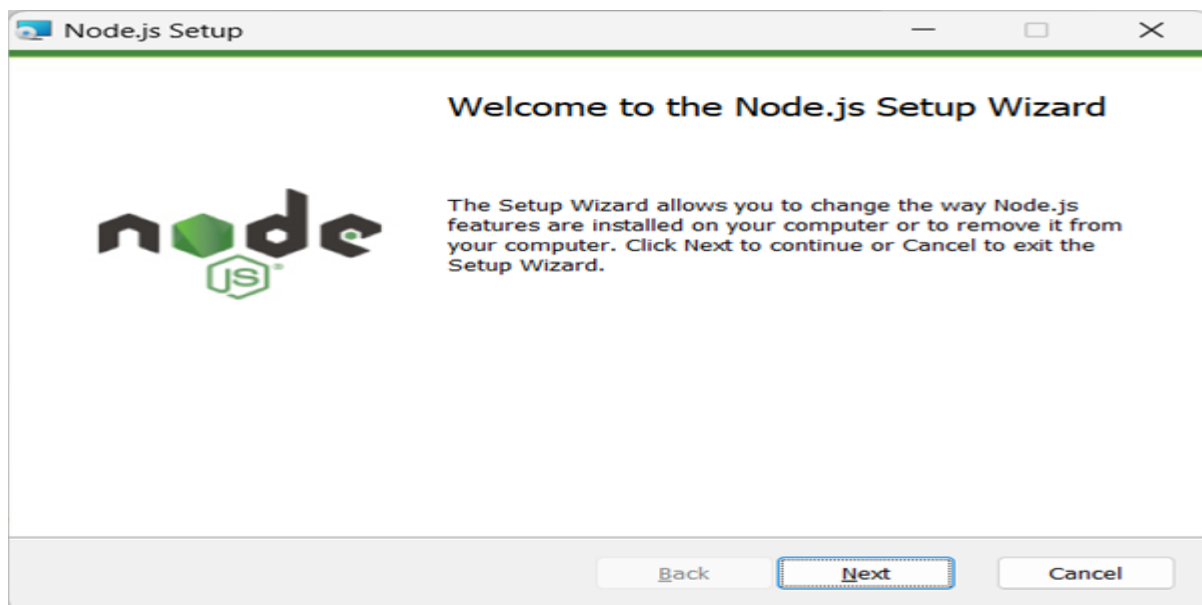 Node.js Setup
Welcome to the Node.js Setup Wizard
node
JS
The Setup Wizard allows you to change the way Node.js
features are installed on your computer or to remove it from
your computer. Click Next to continue or Cancel to exit the
Setup Wizard.
Back
Next
Cancel